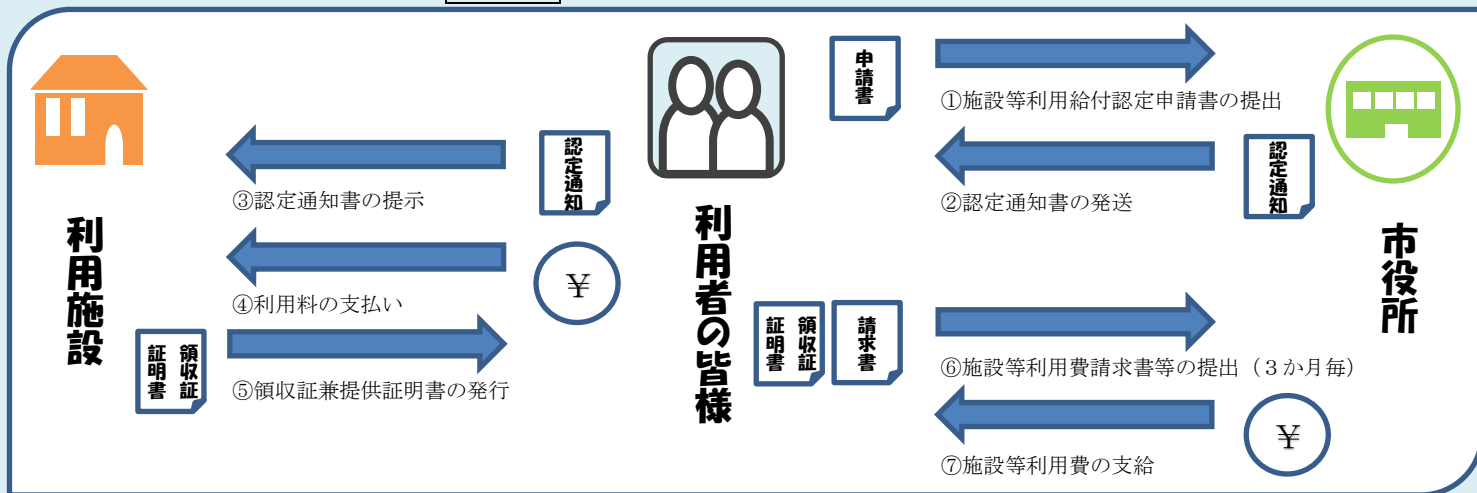 申請書
①施設等利用給付認定申請書の提出
認定通知
②認定通知書の発送
認定通知
③認定通知書の提示
¥
④利用料の支払い
領収証
証明書
⑤領収証兼提供証明書の発行
領収証
証明書
請求書
⑥施設等利用費請求書等の提出（３か月毎）
¥
⑦施設等利用費の支給
利用施設
利用者の皆様
市役所